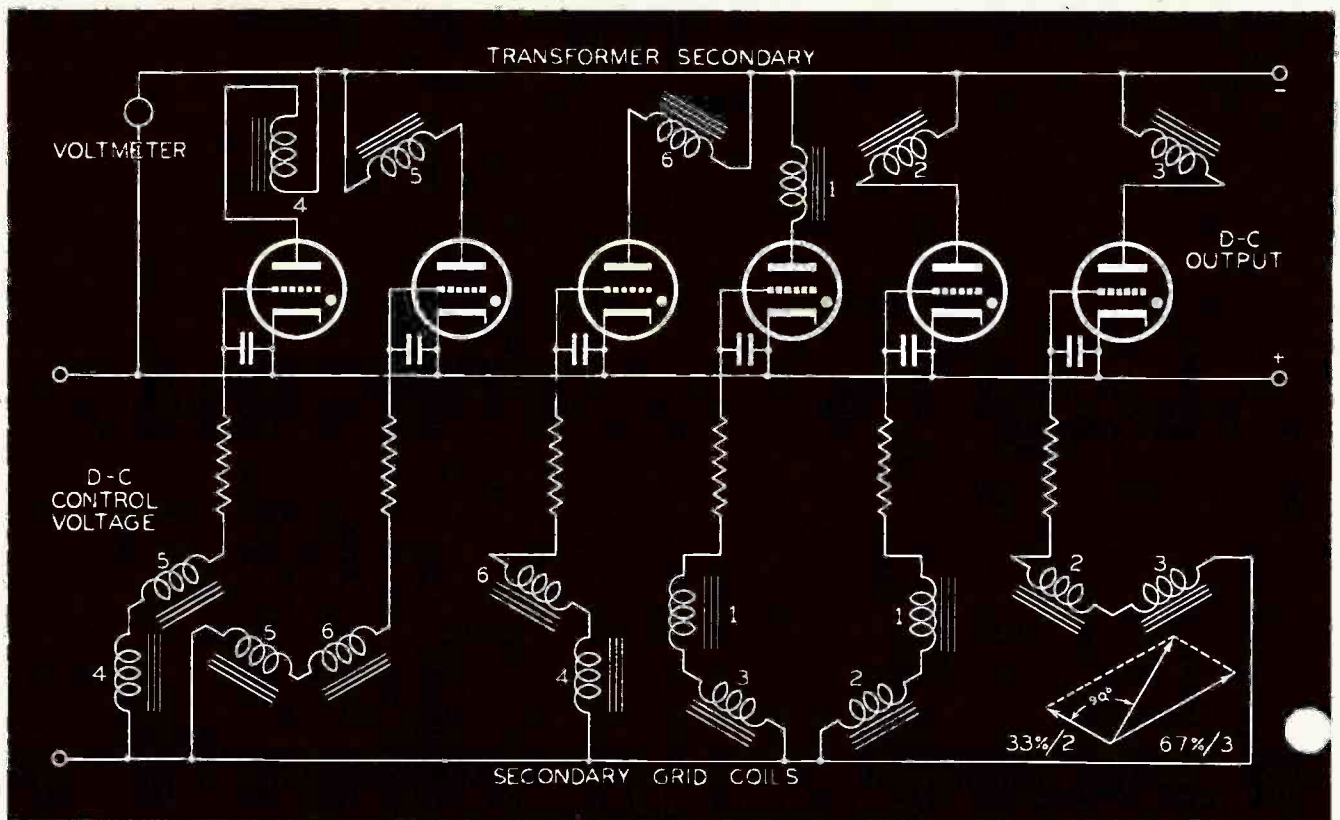 TRANSFORMER SECONDARY
-
VOLTMETER
4
5
6
1
2
3
D-C
OUTPUT
+
D-C
CONTROL
VOLTAGE
5
4
5
6
6
4
1
3
1
2
2
3
90°
33%/2
67%/3
SECONDARY GRID COILS